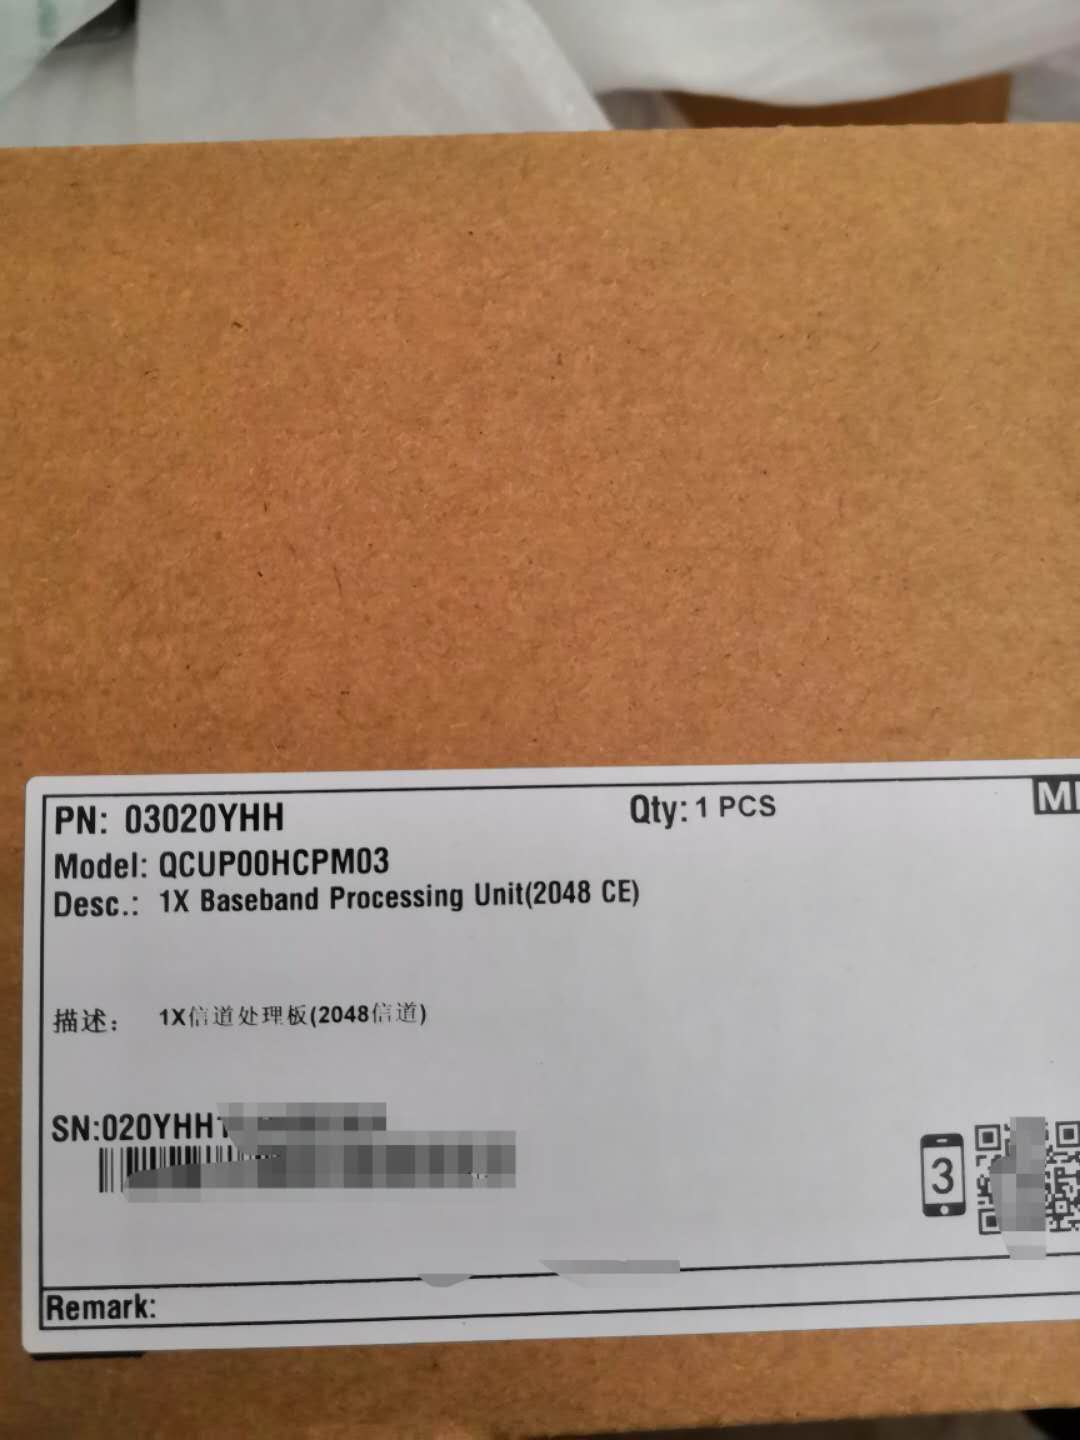 PN: 03020YHH
Qty: 1 PCS
Model: QCUP00HCPM03
Desc.: 1X Baseband Processing Unit(2048 CE)
描述: 1X信道处理板(2048信道)
SN:020YHH
3
Remark: